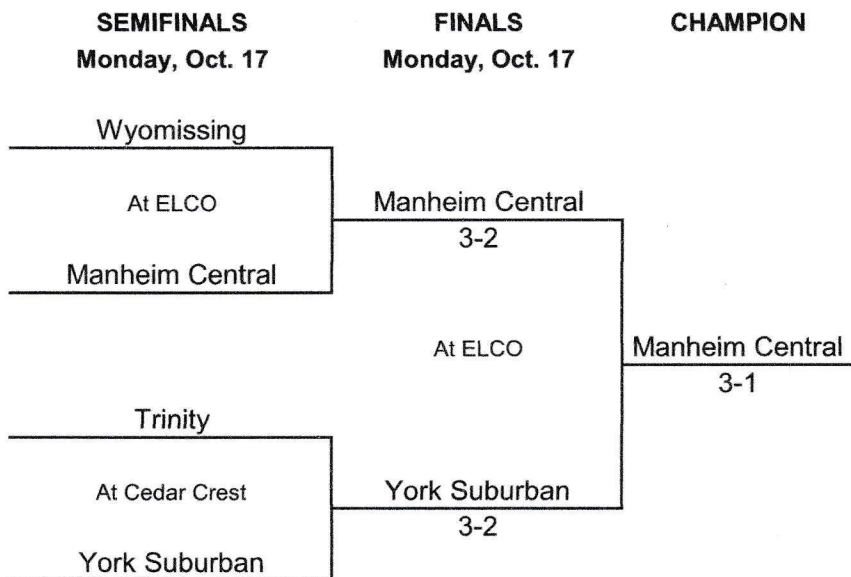 SEMIFINALS FINALS CHAMPION
Monday, Oct. 17 Monday, Oct. 17
Wyomissing
At ELCO
Manheim Central
3-2
Manheim Central
At ELCO
Manheim Central
3-1
Trinity
At Cedar Crest
York Suburban
3-2
York Suburban